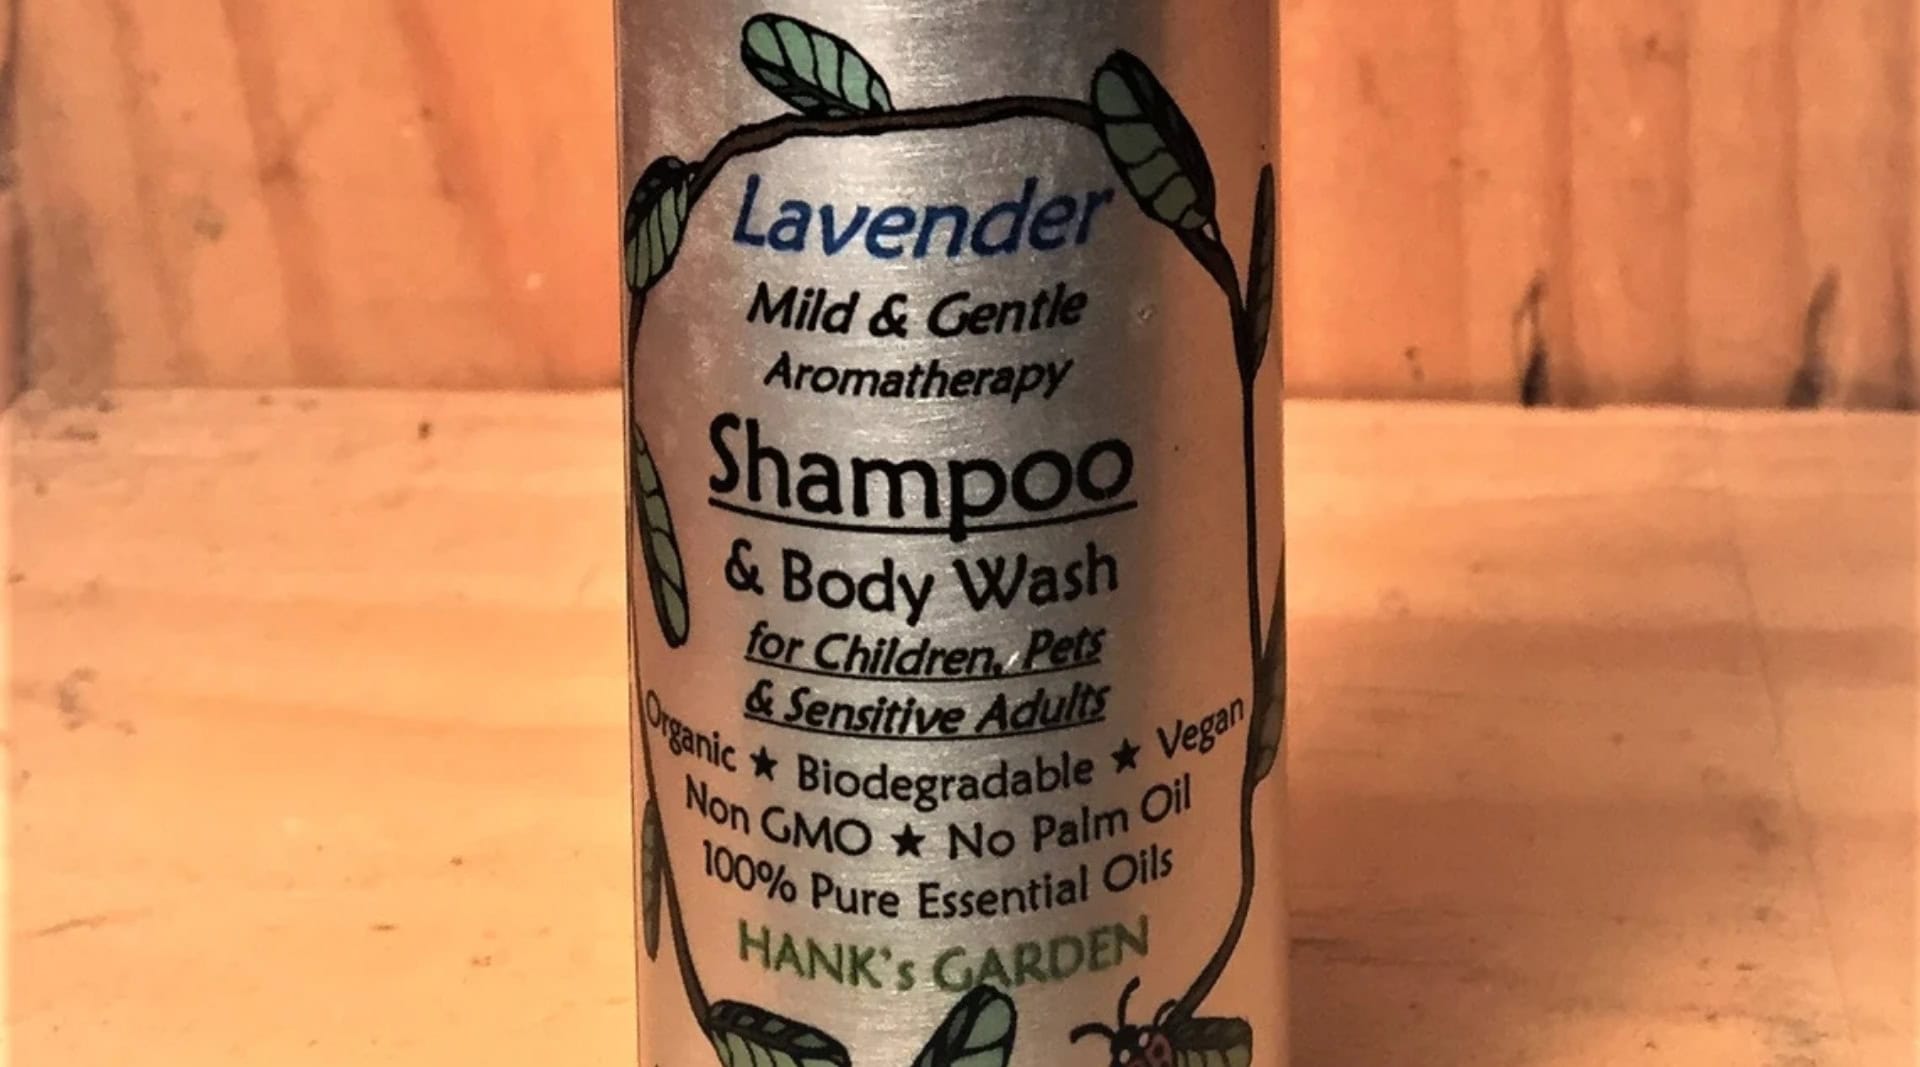 Lavender
Mild & Gentle
Aromatherapy
Shampoo
& Body Wash
for Children, Pets
& Sensitive Adults
Organic ★ Biodegradable ★ Vegan
Non GMO ★ No Palm Oil
100% Pure Essential Oils
HANK's GARDEN